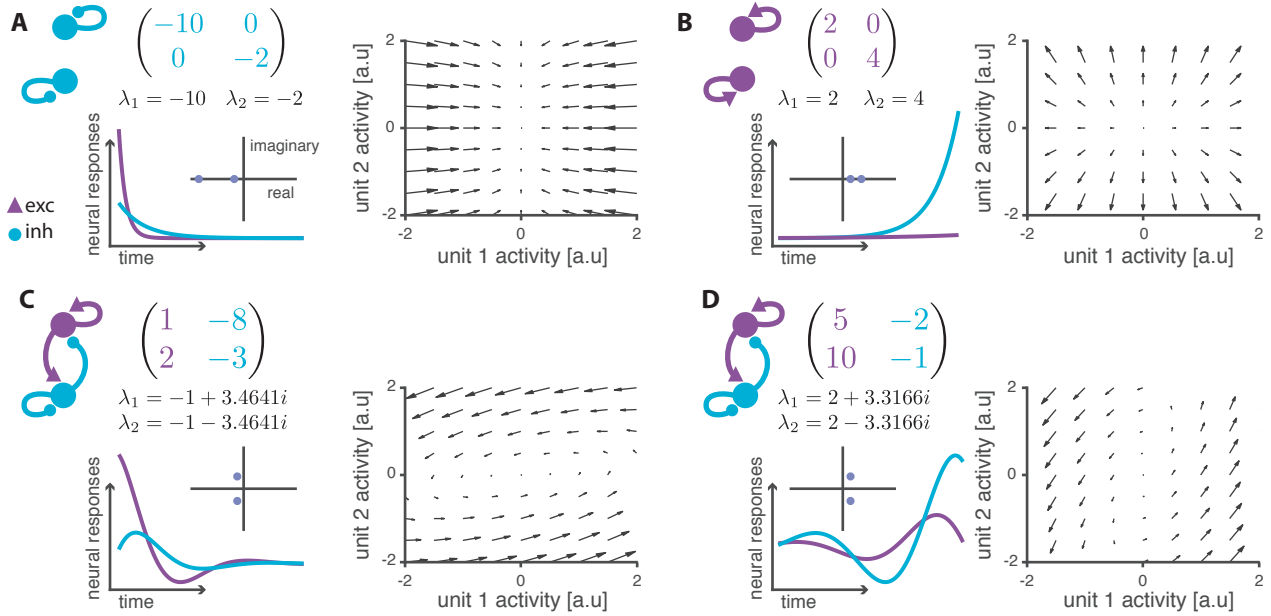 A
−10 0
0 −2
λ₁ = −10 λ₂ = −2
neural responses
time
imaginary
real
exc
inh
unit 2 activity [a.u]
2
0
-2
-2 0 2
unit 1 activity [a.u]
B
2 0
0 4
λ₁ = 2 λ₂ = 4
neural responses
time
unit 2 activity [a.u]
2
0
-2
-2 0 2
unit 1 activity [a.u]
C
1 −8
2 −3
λ₁ = −1 + 3.4641i
λ₂ = −1 − 3.4641i
neural responses
time
unit 2 activity [a.u]
2
0
-2
-2 0 2
unit 1 activity [a.u]
D
5 −2
10 −1
λ₁ = 2 + 3.3166i
λ₂ = 2 − 3.3166i
neural responses
time
unit 2 activity [a.u]
2
0
-2
-2 0 2
unit 1 activity [a.u]